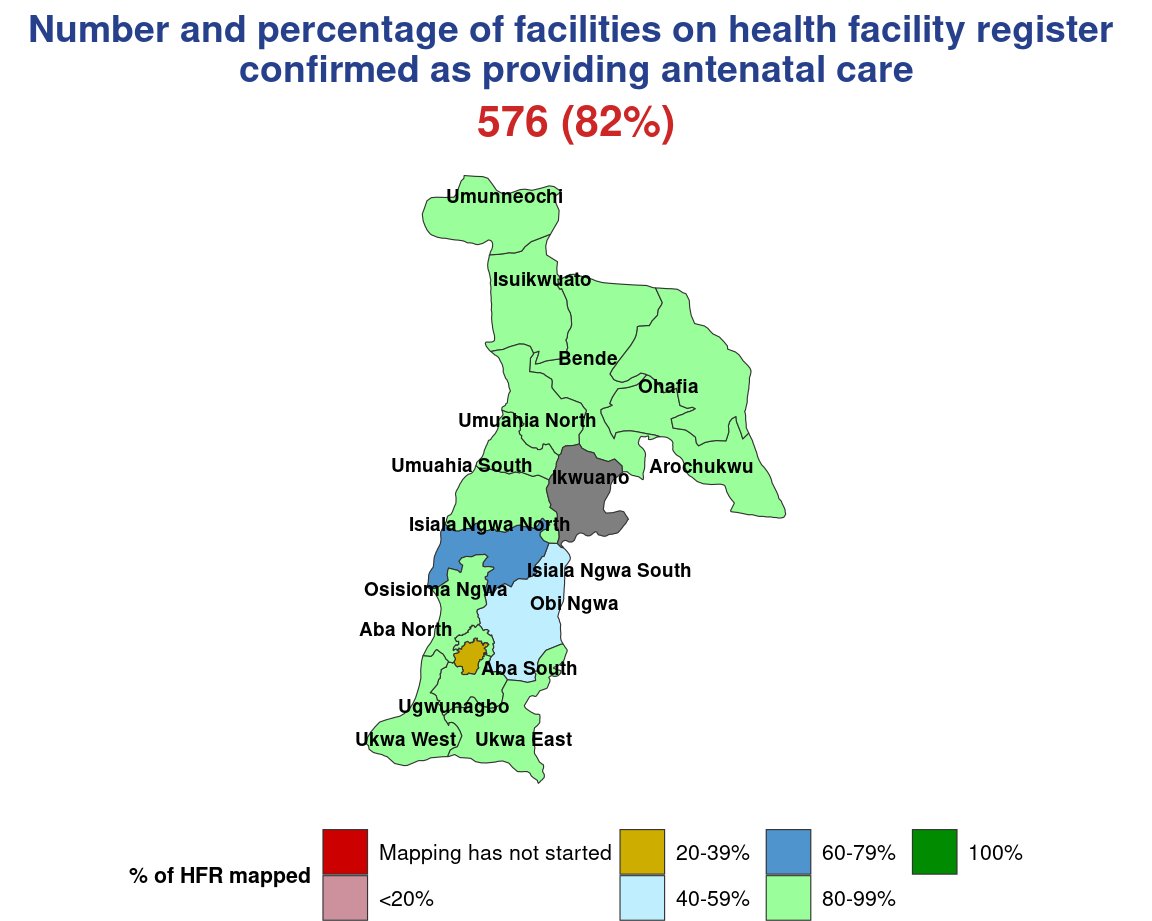 Number and percentage of facilities on health facility register
confirmed as providing antenatal care
576 (82%)
Umunneochi
Isuikwuato
Bende
Ohafia
Umuahia North
Umuahia South
Arochukwu
Ikwuano
Isiala Ngwa North
Isiala Ngwa South
Osisioma Ngwa
Obi Ngwa
Aba North
Aba South
Ugwunagbo
Ukwa West
Ukwa East
% of HFR mapped
Mapping has not started
<20%
20-39%
40-59%
60-79%
80-99%
100%